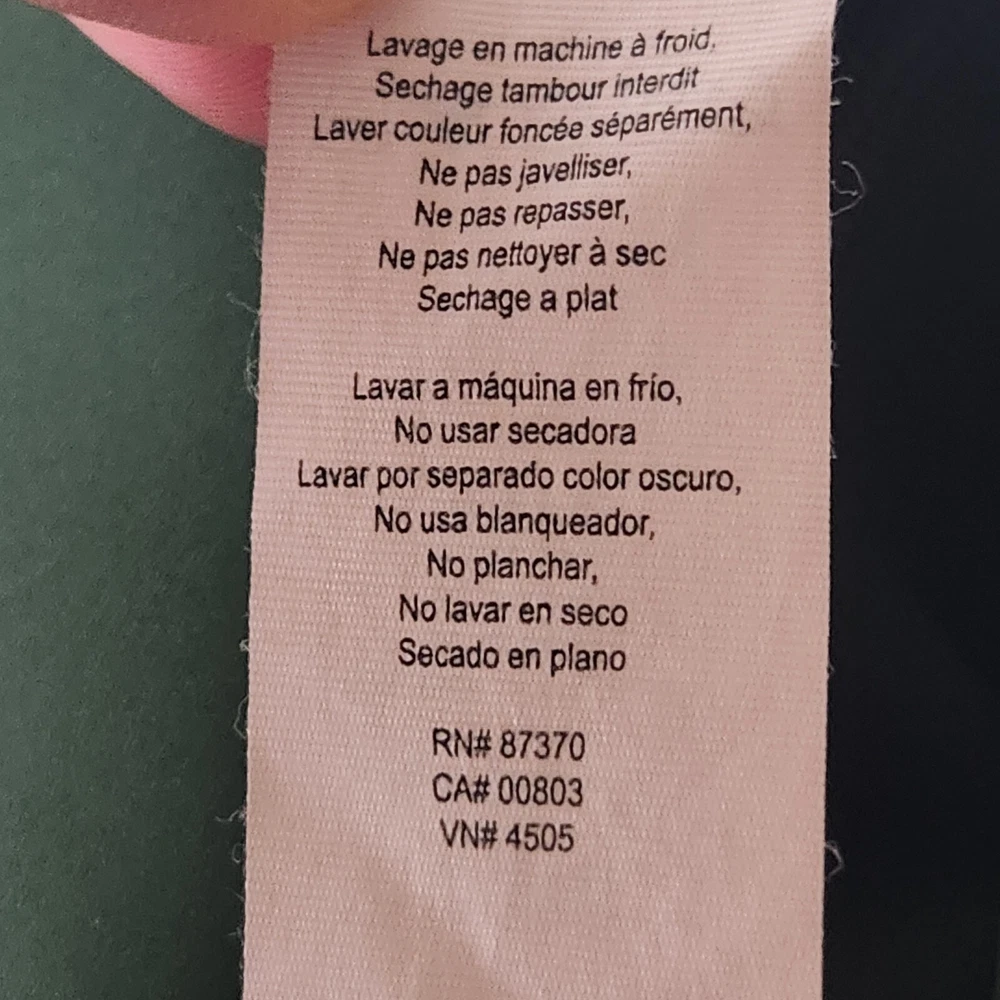 Lavage en machine à froid,
Sechage tambour interdit
Laver couleur foncée séparément,
Ne pas javelliser,
Ne pas repasser,
Ne pas nettoyer à sec
Sechage a plat
Lavar a máquina en frío,
No usar secadora
Lavar por separado color oscuro,
No usa blanqueador,
No planchar,
No lavar en seco
Secado en plano
RN# 87370
CA# 00803
VN# 4505